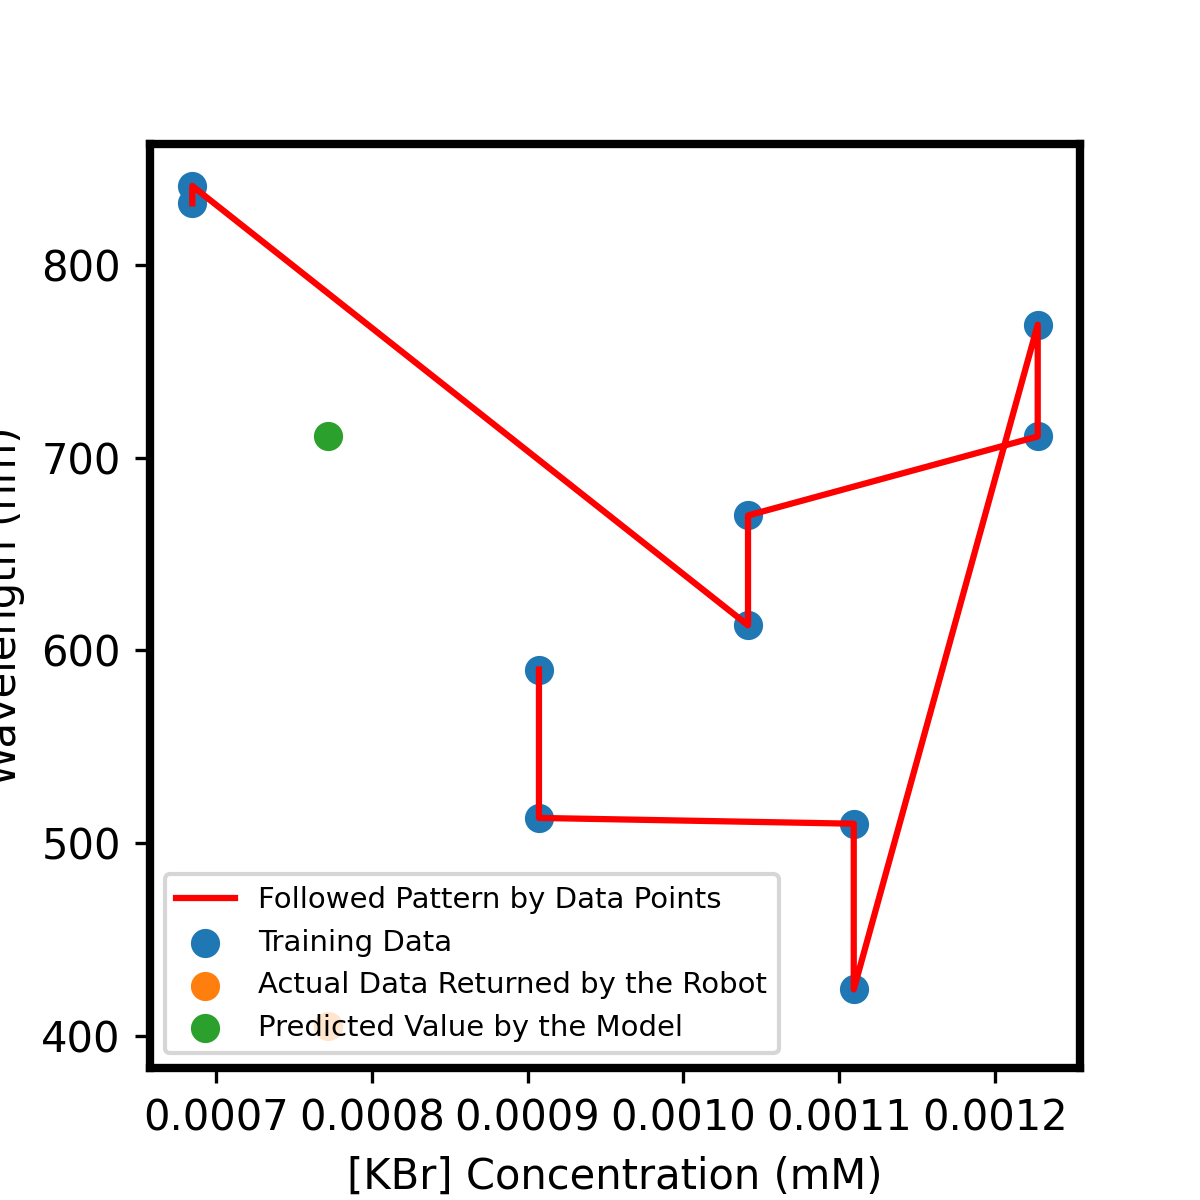 800
700
600
500
400
Wavelength (nm)
Followed Pattern by Data Points
Training Data
Actual Data Returned by the Robot
Predicted Value by the Model
0.0007 0.0008 0.0009 0.0010 0.0011 0.0012
[KBr] Concentration (mM)